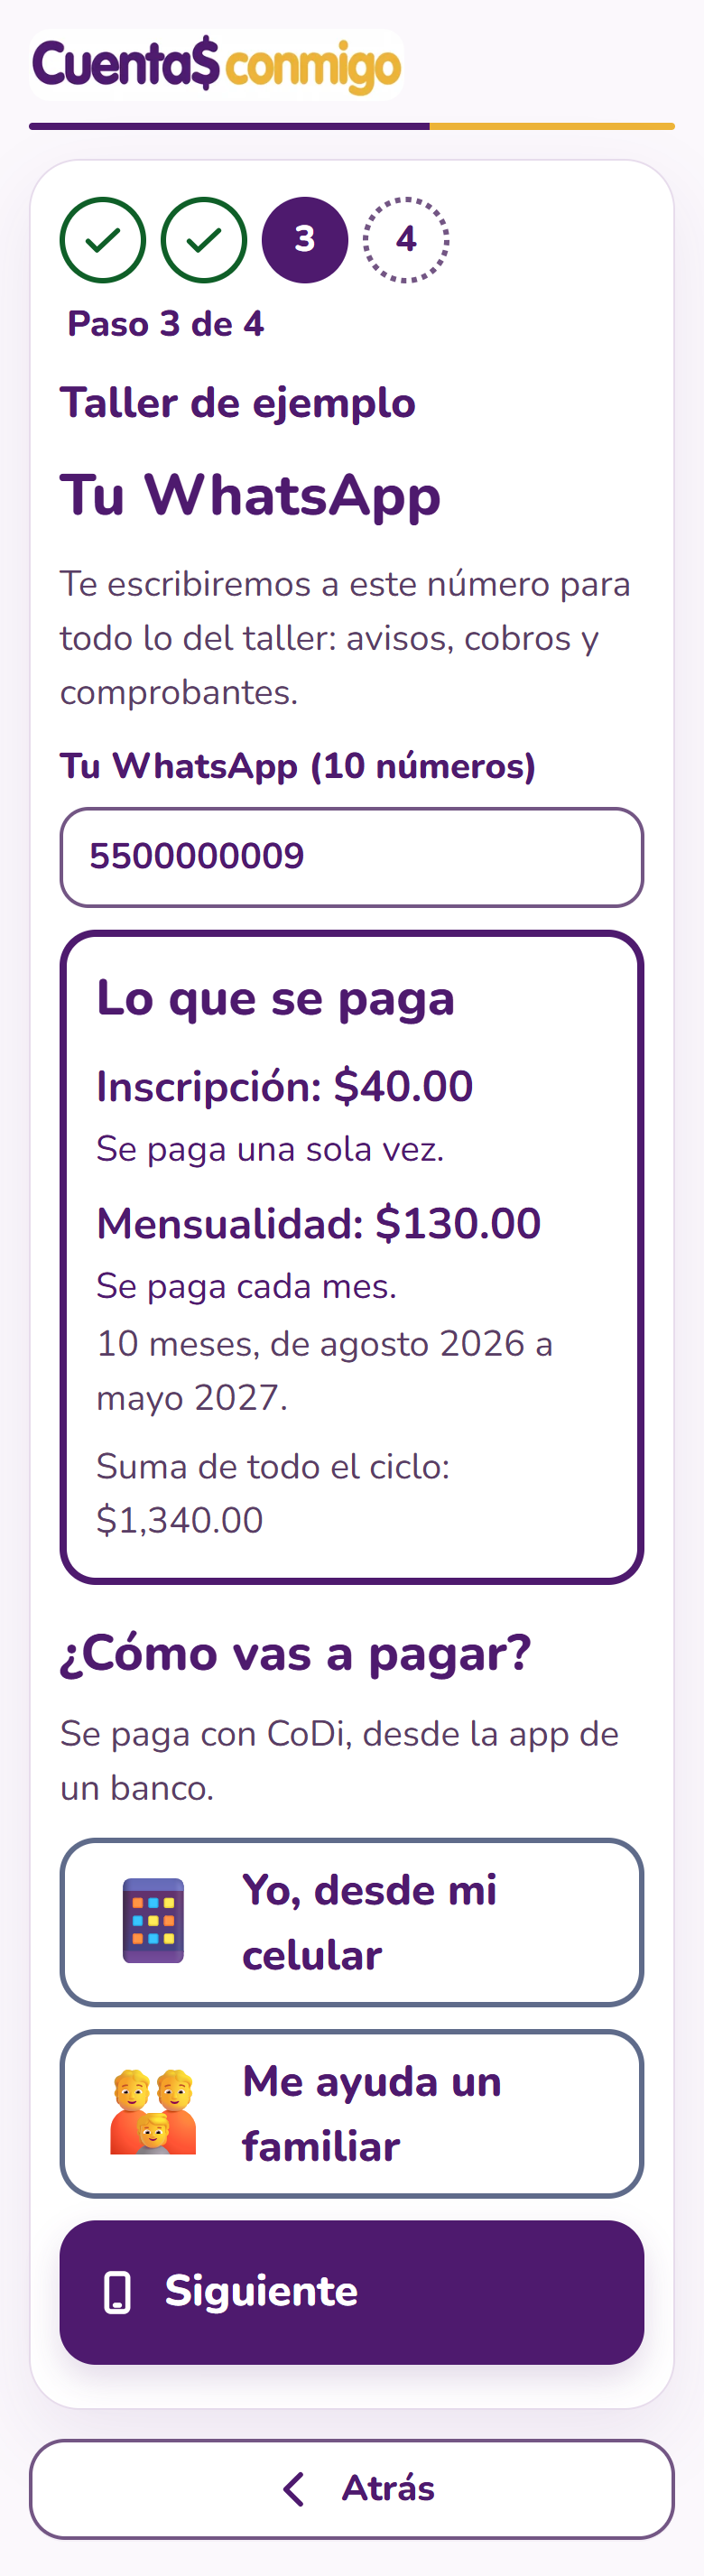 Cuenta$ conmigo
3
4
Paso 3 de 4
Taller de ejemplo
Tu WhatsApp
Te escribiremos a este número para
todo lo del taller: avisos, cobros y
comprobantes.
Tu WhatsApp (10 números)
5500000009
Lo que se paga
Inscripción: $40.00
Se paga una sola vez.
Mensualidad: $130.00
Se paga cada mes.
10 meses, de agosto 2026 a
mayo 2027.
Suma de todo el ciclo:
$1,340.00
¿Cómo vas a pagar?
Se paga con CoDi, desde la app de
un banco.
Yo, desde mi
celular
Me ayuda un
familiar
Siguiente
Atrás